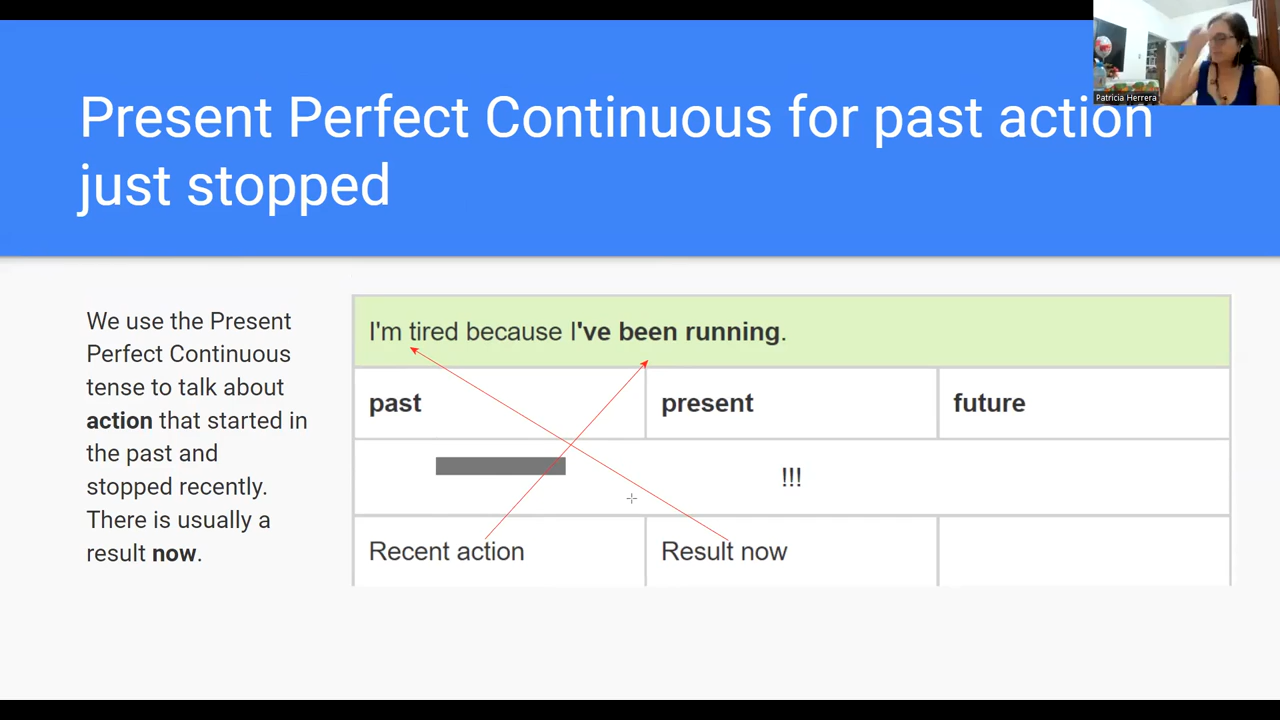 Patricia Herrera
Present Perfect Continuous for past action
just stopped
We use the Present
Perfect Continuous
tense to talk about
action that started in
the past and
stopped recently.
There is usually a
result now.
I'm tired because I've been running.
past present future
!!!
Recent action Result now